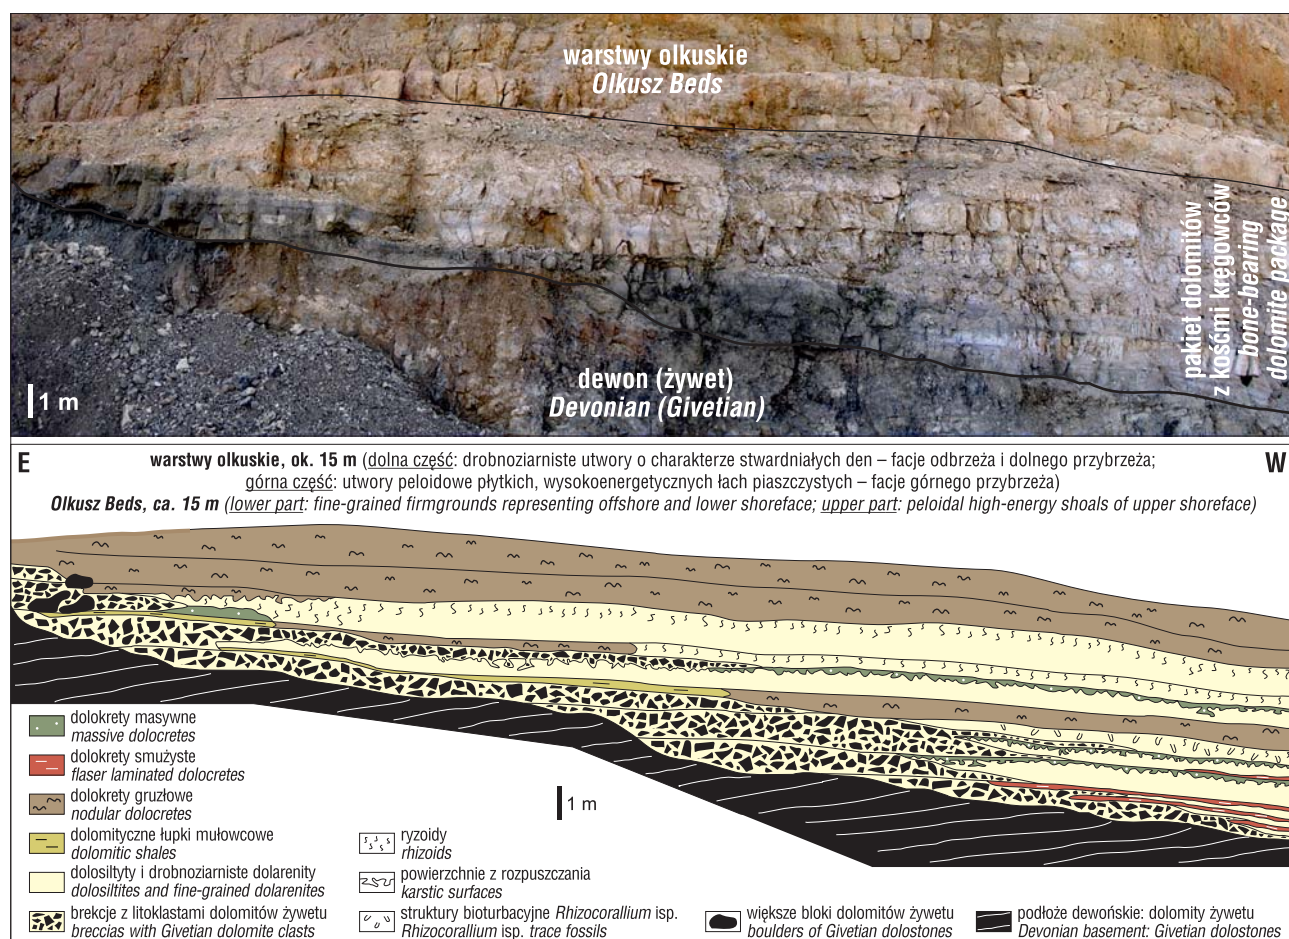 warstwy olkuskie
Olkusz Beds
pakiet dolomitów
z kośćmi kręgowców
bone-bearing
dolomite package
dewon (żywet)
Devonian (Givetian)
1 m
E
W
warstwy olkuskie, ok. 15 m (dolna część: drobnoziarniste utwory o charakterze stwardniałych den – facje odbrzeża i dolnego przybrzeża;
górna część: utwory peloidowe płytkich, wysokoenergetycznych łach piaszczystych – facje górnego przybrzeża)
Olkusz Beds, ca. 15 m (lower part: fine-grained firmgrounds representing offshore and lower shoreface; upper part: peloidal high-energy shoals of upper shoreface)
1 m
dolokrety masywne
massive dolocretes
dolokrety smużyste
flaser laminated dolocretes
dolokrety gruzłowe
nodular dolocretes
dolomityczne łupki mułowcowe
dolomitic shales
dolosiltyty i drobnoziarniste dolarenity
dolosiltites and fine-grained dolarenites
brekcje z litoklastami dolomitów żywetu
breccias with Givetian dolomite clasts
ryzoidy
rhizoids
powierzchnie z rozpuszczania
karstic surfaces
struktury bioturbacyjne Rhizocorallium isp.
Rhizocorallium isp. trace fossils
większe bloki dolomitów żywetu
boulders of Givetian dolostones
podłoże dewońskie: dolomity żywetu
Devonian basement: Givetian dolostones